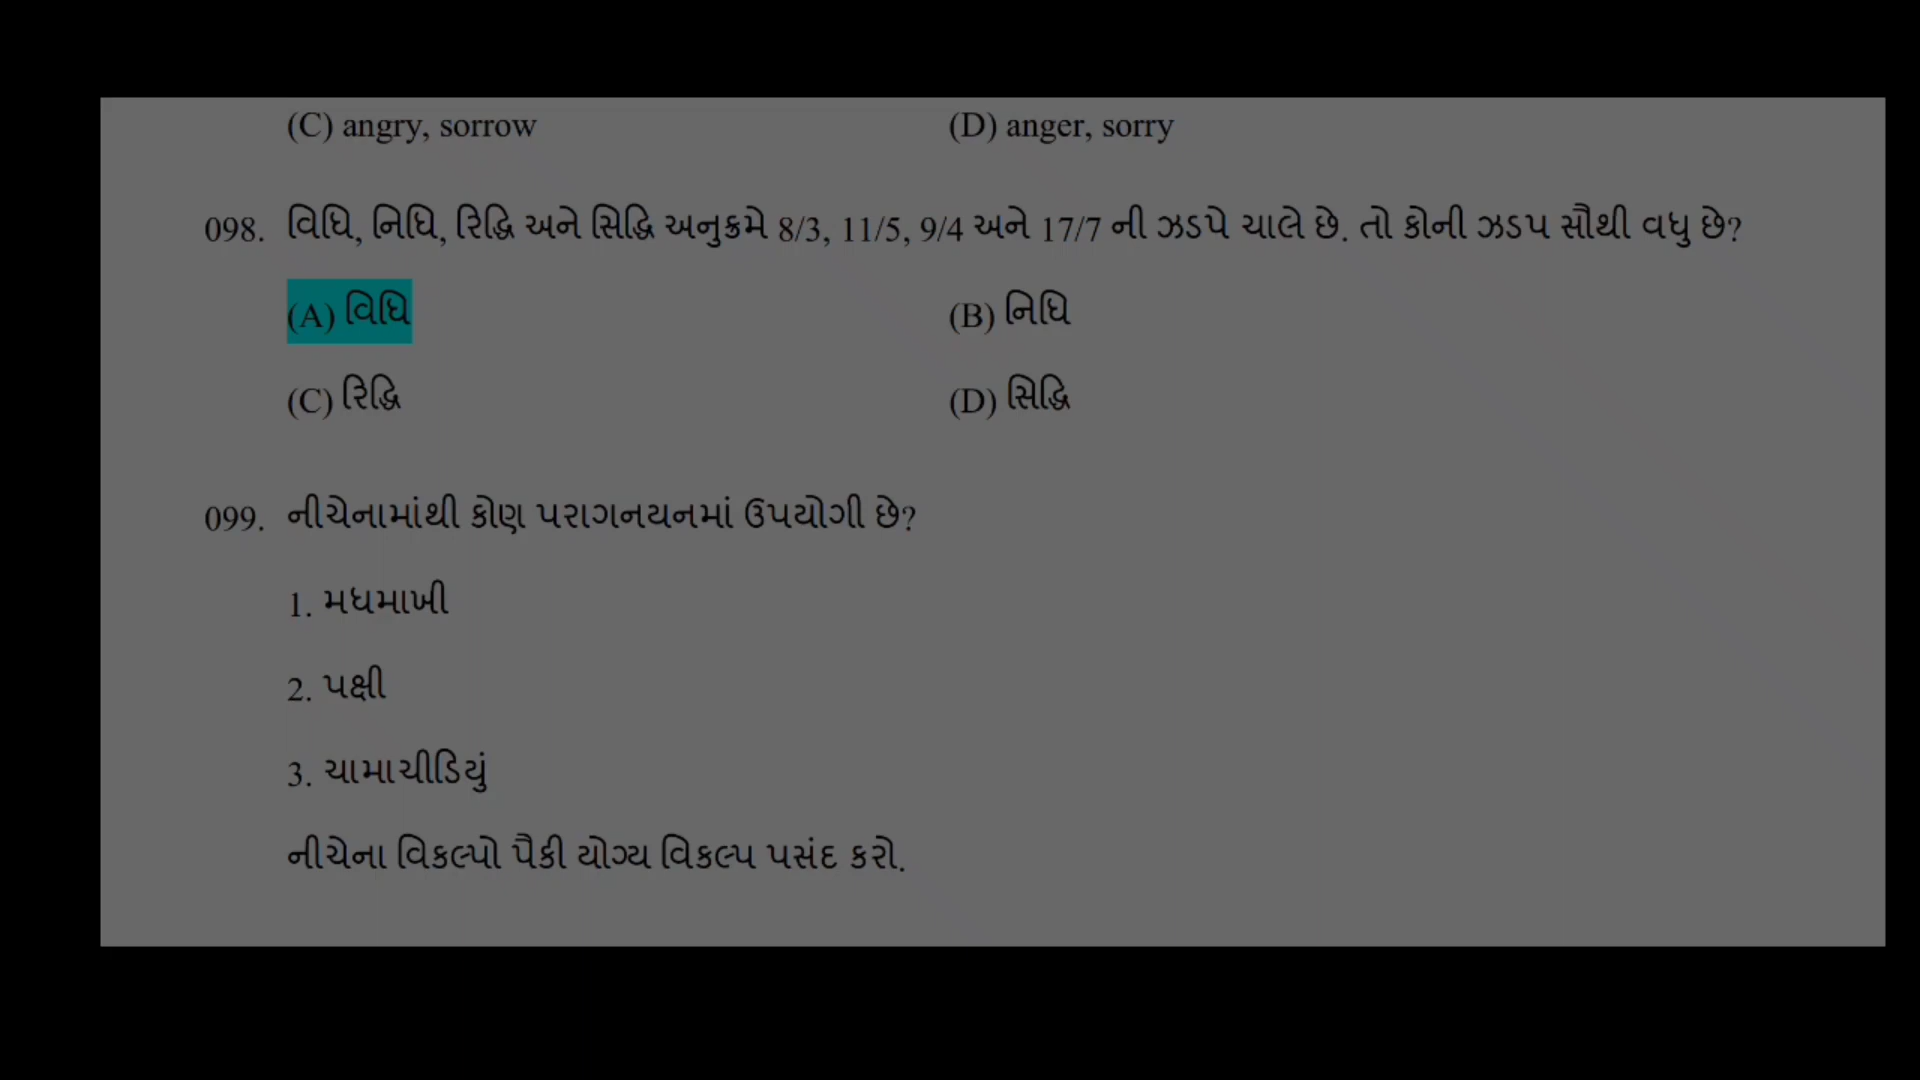 (C) angry, sorrow (D) anger, sorry
098. વિધિ, નિધિ, રિદ્ધિ અને સિદ્ધિ અનુક્રમે 8/3, 11/5, 9/4 અને 17/7 ની ઝડપે ચાલે છે. તો કોની ઝડપ સૌથી વધુ છે?
(A) વિધિ (B) નિધિ
(C) રિદ્ધિ (D) સિદ્ધિ
099. નીચેનામાંથી કોણ પરાગનયનમાં ઉપયોગી છે?
1. મધમાખી
2. પક્ષી
3. ચામાચીડિયું
નીચેના વિકલ્પો પૈકી યોગ્ય વિકલ્પ પસંદ કરો.